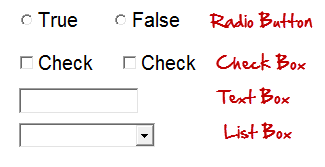 True False Radio Button
Check Check Check Box
Text Box
List Box